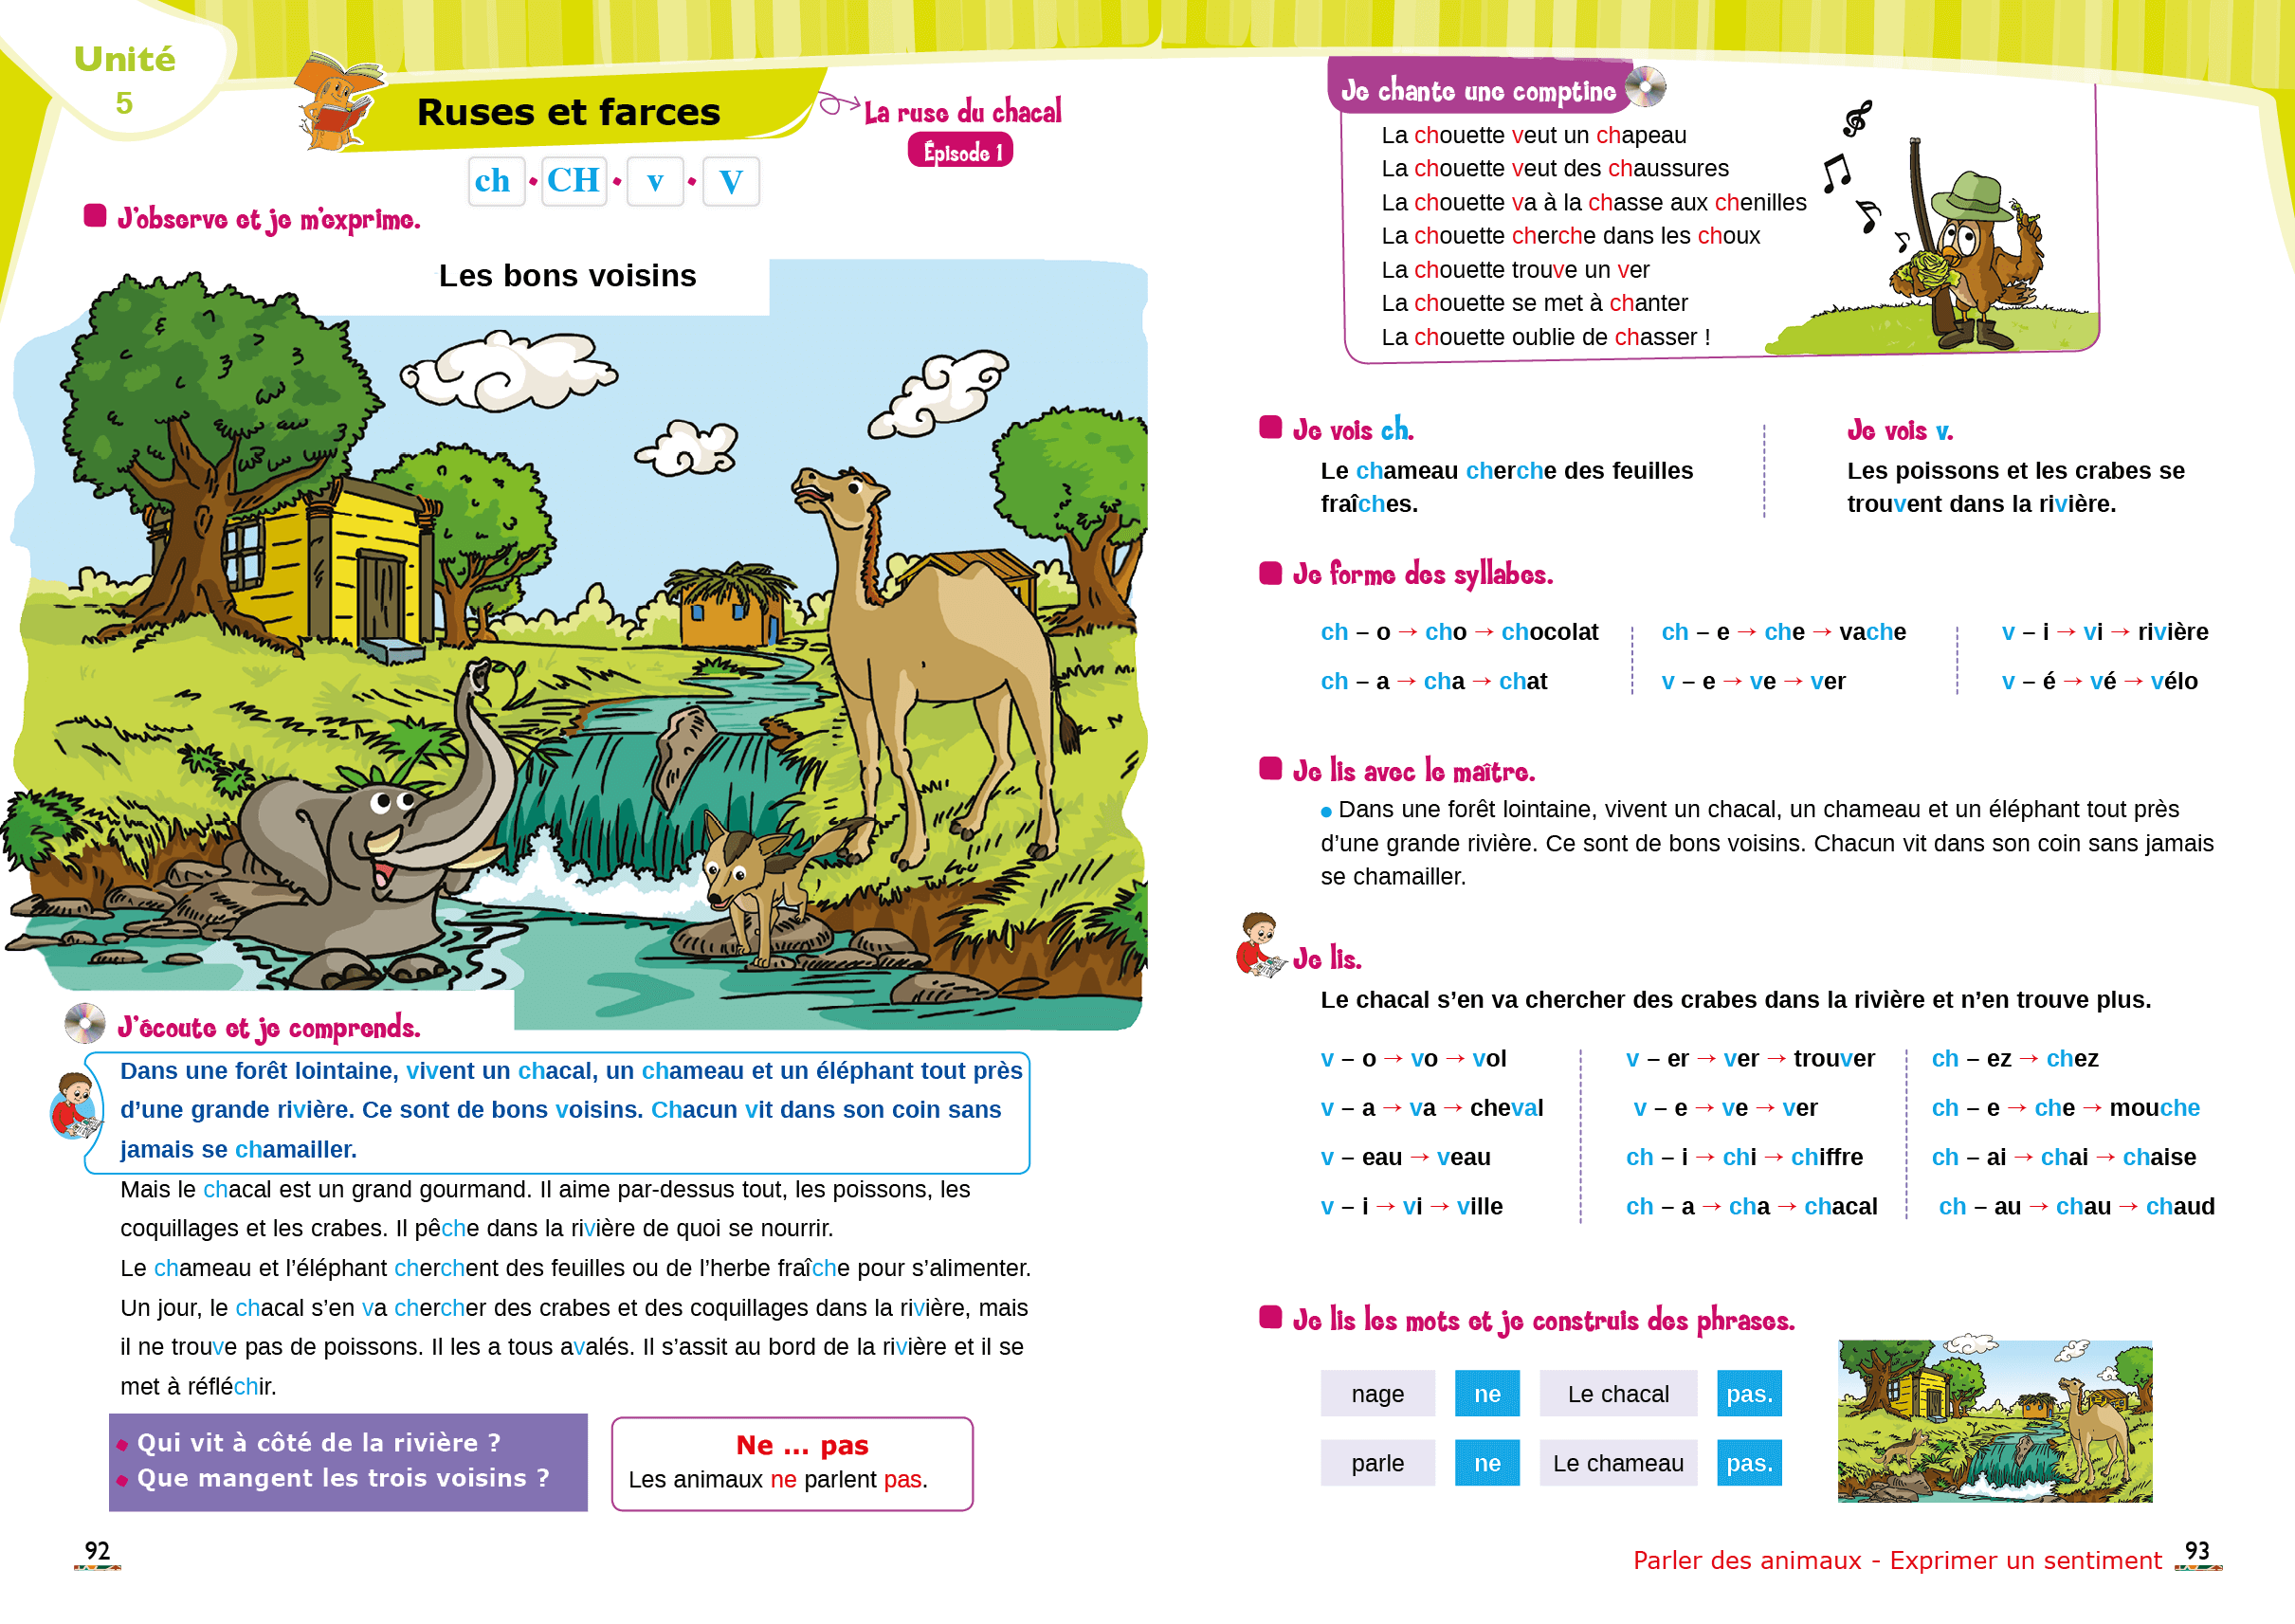 Unité
5
Ruses et farces
La ruse du chacal
Épisode 1
ch • CH • v • V
J'observe et je m'exprime.
Les bons voisins
J'écoute et je comprends.
Dans une forêt lointaine, vivent un chacal, un chameau et un éléphant tout près
d’une grande rivière. Ce sont de bons voisins. Chacun vit dans son coin sans
jamais se chamailler.
Mais le chacal est un grand gourmand. Il aime par-dessus tout, les poissons, les
coquillages et les crabes. Il pêche dans la rivière de quoi se nourrir.
Le chameau et l’éléphant cherchent des feuilles ou de l’herbe fraîche pour s’alimenter.
Un jour, le chacal s’en va chercher des crabes et des coquillages dans la rivière, mais
il ne trouve pas de poissons. Il les a tous avalés. Il s’assit au bord de la rivière et il se
met à réfléchir.
• Qui vit à côté de la rivière ?
• Que mangent les trois voisins ?
Ne ... pas
Les animaux ne parlent pas.
92
Je chante une comptine
La chouette veut un chapeau
La chouette veut des chaussures
La chouette va à la chasse aux chenilles
La chouette cherche dans les choux
La chouette trouve un ver
La chouette se met à chanter
La chouette oublie de chasser !
Je vois ch.
Le chameau cherche des feuilles
fraîches.
Je vois v.
Les poissons et les crabes se
trouvent dans la rivière.
Je forme des syllabes.
ch – o → cho → chocolat
ch – a → cha → chat
ch – e → che → vache
v – e → ve → ver
v – i → vi → rivière
v – é → vé → vélo
Je lis avec le maître.
• Dans une forêt lointaine, vivent un chacal, un chameau et un éléphant tout près
d’une grande rivière. Ce sont de bons voisins. Chacun vit dans son coin sans jamais
se chamailler.
Je lis.
Le chacal s’en va chercher des crabes dans la rivière et n’en trouve plus.
v – o → vo → vol
v – a → va → cheval
v – eau → veau
v – i → vi → ville
v – er → ver → trouver
v – e → ve → ver
ch – i → chi → chiffre
ch – a → cha → chacal
ch – ez → chez
ch – e → che → mouche
ch – ai → chai → chaise
ch – au → chau → chaud
Je lis les mots et je construis des phrases.
nage ne Le chacal pas.
parle ne Le chameau pas.
Parler des animaux - Exprimer un sentiment
93